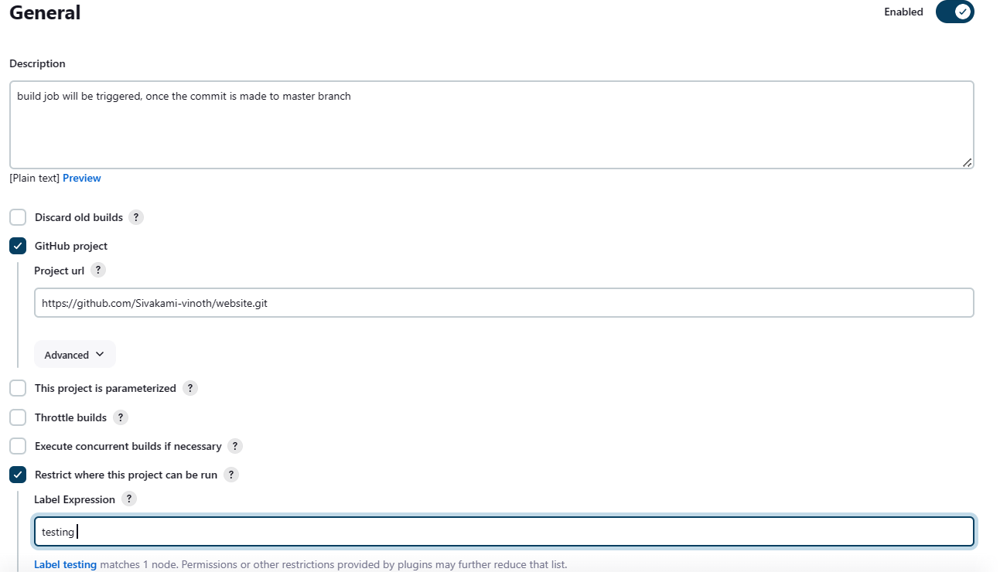 General
Enabled
Description
build job will be triggered, once the commit is made to master branch
[Plain text] Preview
Discard old builds ?
GitHub project
Project url ?
https://github.com/Sivakami-vinoth/website.git
Advanced
This project is parameterized ?
Throttle builds ?
Execute concurrent builds if necessary ?
Restrict where this project can be run ?
Label Expression ?
testing
Label testing matches 1 node. Permissions or other restrictions provided by plugins may further reduce that list.